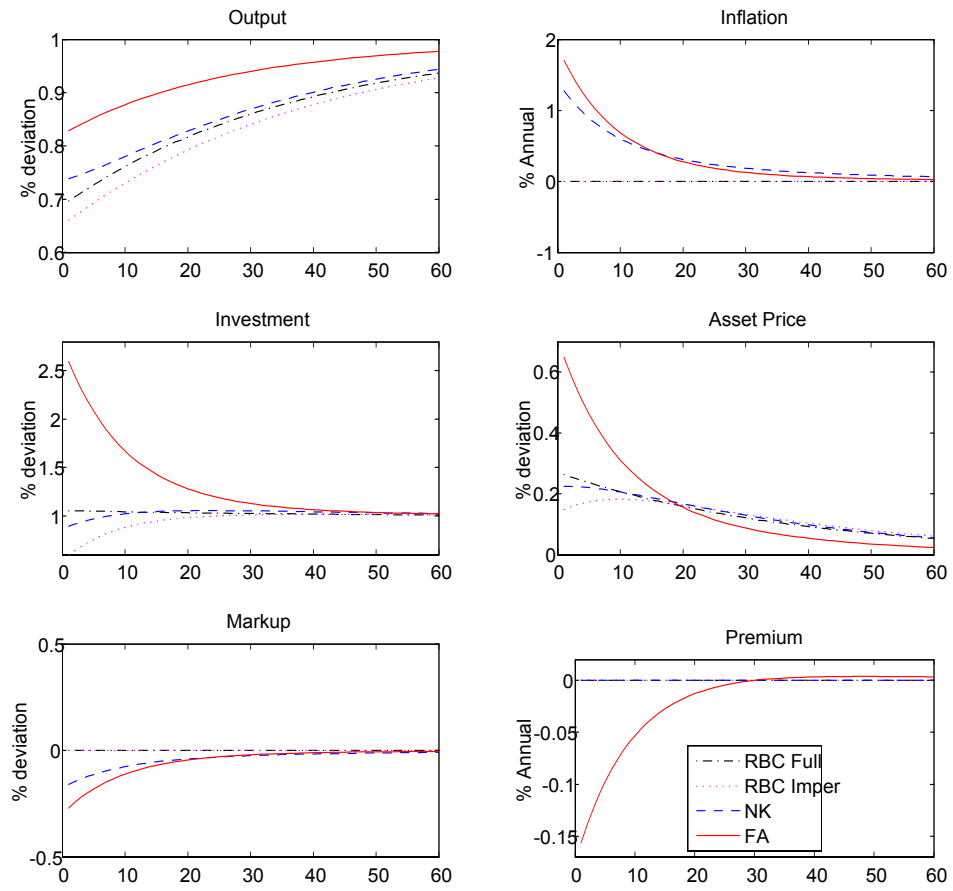 Output
% deviation
1
0.9
0.8
0.7
0.6
0 10 20 30 40 50 60
Inflation
% Annual
2
1
0
-1
0 10 20 30 40 50 60
Investment
% deviation
2.5
2
1.5
1
0 10 20 30 40 50 60
Asset Price
% deviation
0.6
0.4
0.2
0
0 10 20 30 40 50 60
Markup
% deviation
0.5
0
-0.5
0 10 20 30 40 50 60
Premium
% Annual
0
-0.05
-0.1
-0.15
0 10 20 30 40 50 60
RBC Full
RBC Imper
NK
FA